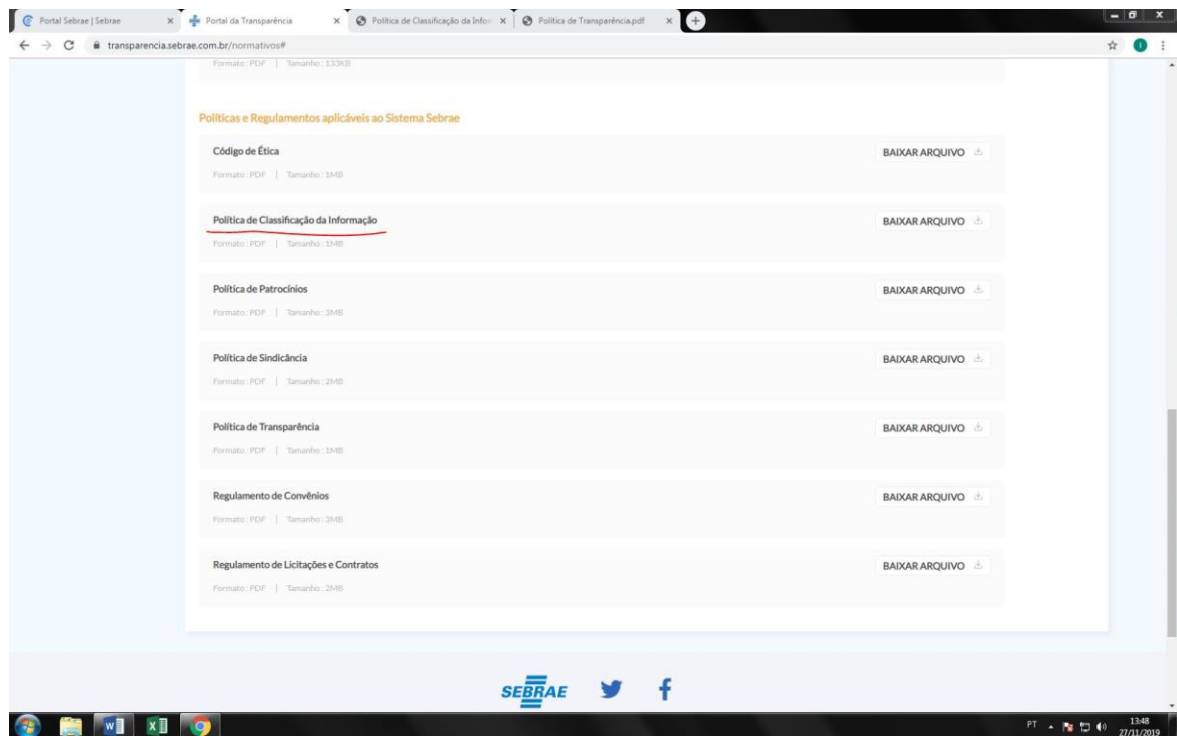 Portal Sebrae | Sebrae
Portal da Transparência
Política de Classificação da Infor
Política de Transparência.pdf
transparencia.sebrae.com.br/normativos#
Formato: PDF | Tamanho: 133KB
Políticas e Regulamentos aplicáveis ao Sistema Sebrae
Código de Ética
BAIXAR ARQUIVO
Formato: PDF | Tamanho: 1MB
Política de Classificação da Informação
BAIXAR ARQUIVO
Formato: PDF | Tamanho: 1MB
Política de Patrocínios
BAIXAR ARQUIVO
Formato: PDF | Tamanho: 3MB
Política de Sindicância
BAIXAR ARQUIVO
Formato: PDF | Tamanho: 2MB
Política de Transparência
BAIXAR ARQUIVO
Formato: PDF | Tamanho: 1MB
Regulamento de Convênios
BAIXAR ARQUIVO
Formato: PDF | Tamanho: 3MB
Regulamento de Licitações e Contratos
BAIXAR ARQUIVO
Formato: PDF | Tamanho: 2MB
SEBRAE
PT
13:48
27/11/2019